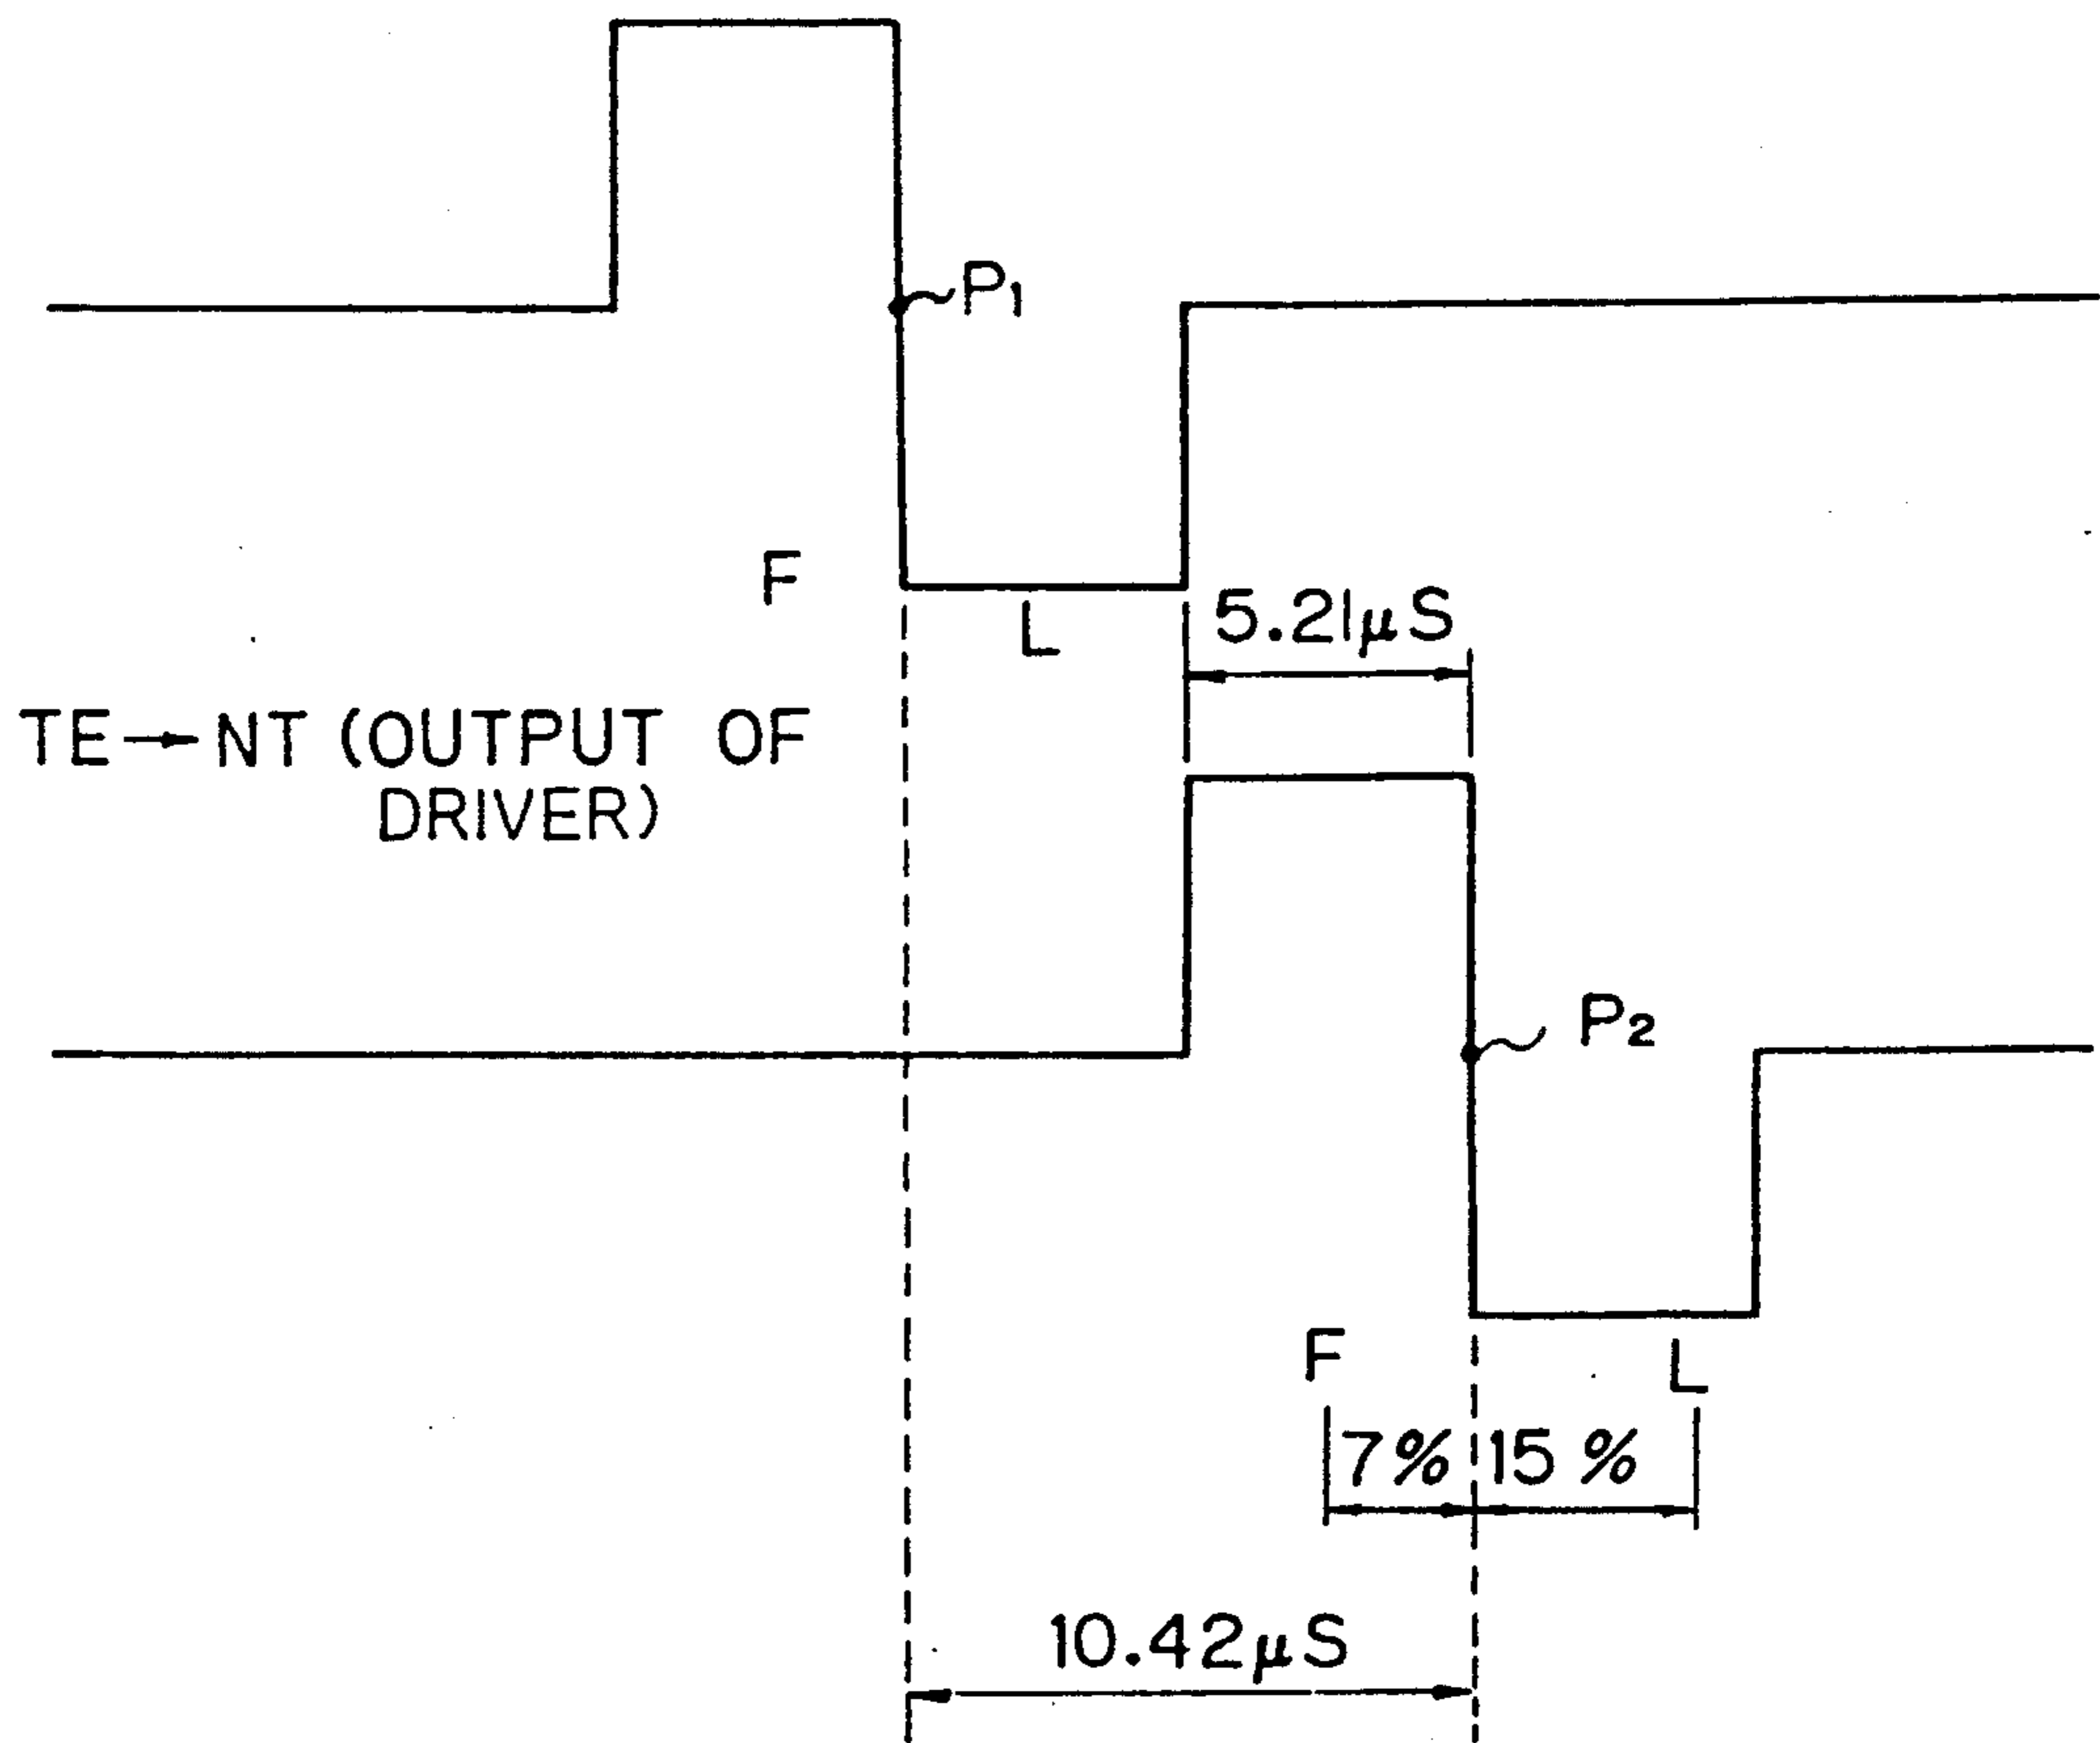 P1
F
L
5.21μS
TE→NT (OUTPUT OF
DRIVER)
P2
F
L
7% 15%
10.42μS